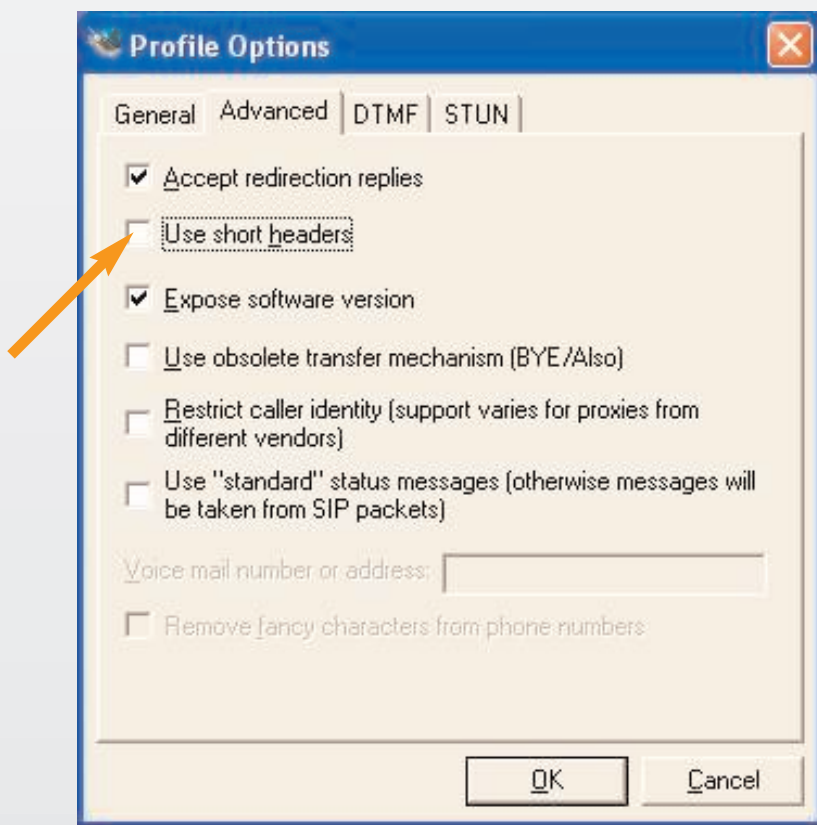 Profile Options
General Advanced DTMF STUN
Accept redirection replies
Use short headers
Expose software version
Use obsolete transfer mechanism (BYE/Also)
Restrict caller identity (support varies for proxies from
different vendors)
Use "standard" status messages (otherwise messages will
be taken from SIP packets)
Voice mail number or address:
Remove fancy characters from phone numbers
OK Cancel